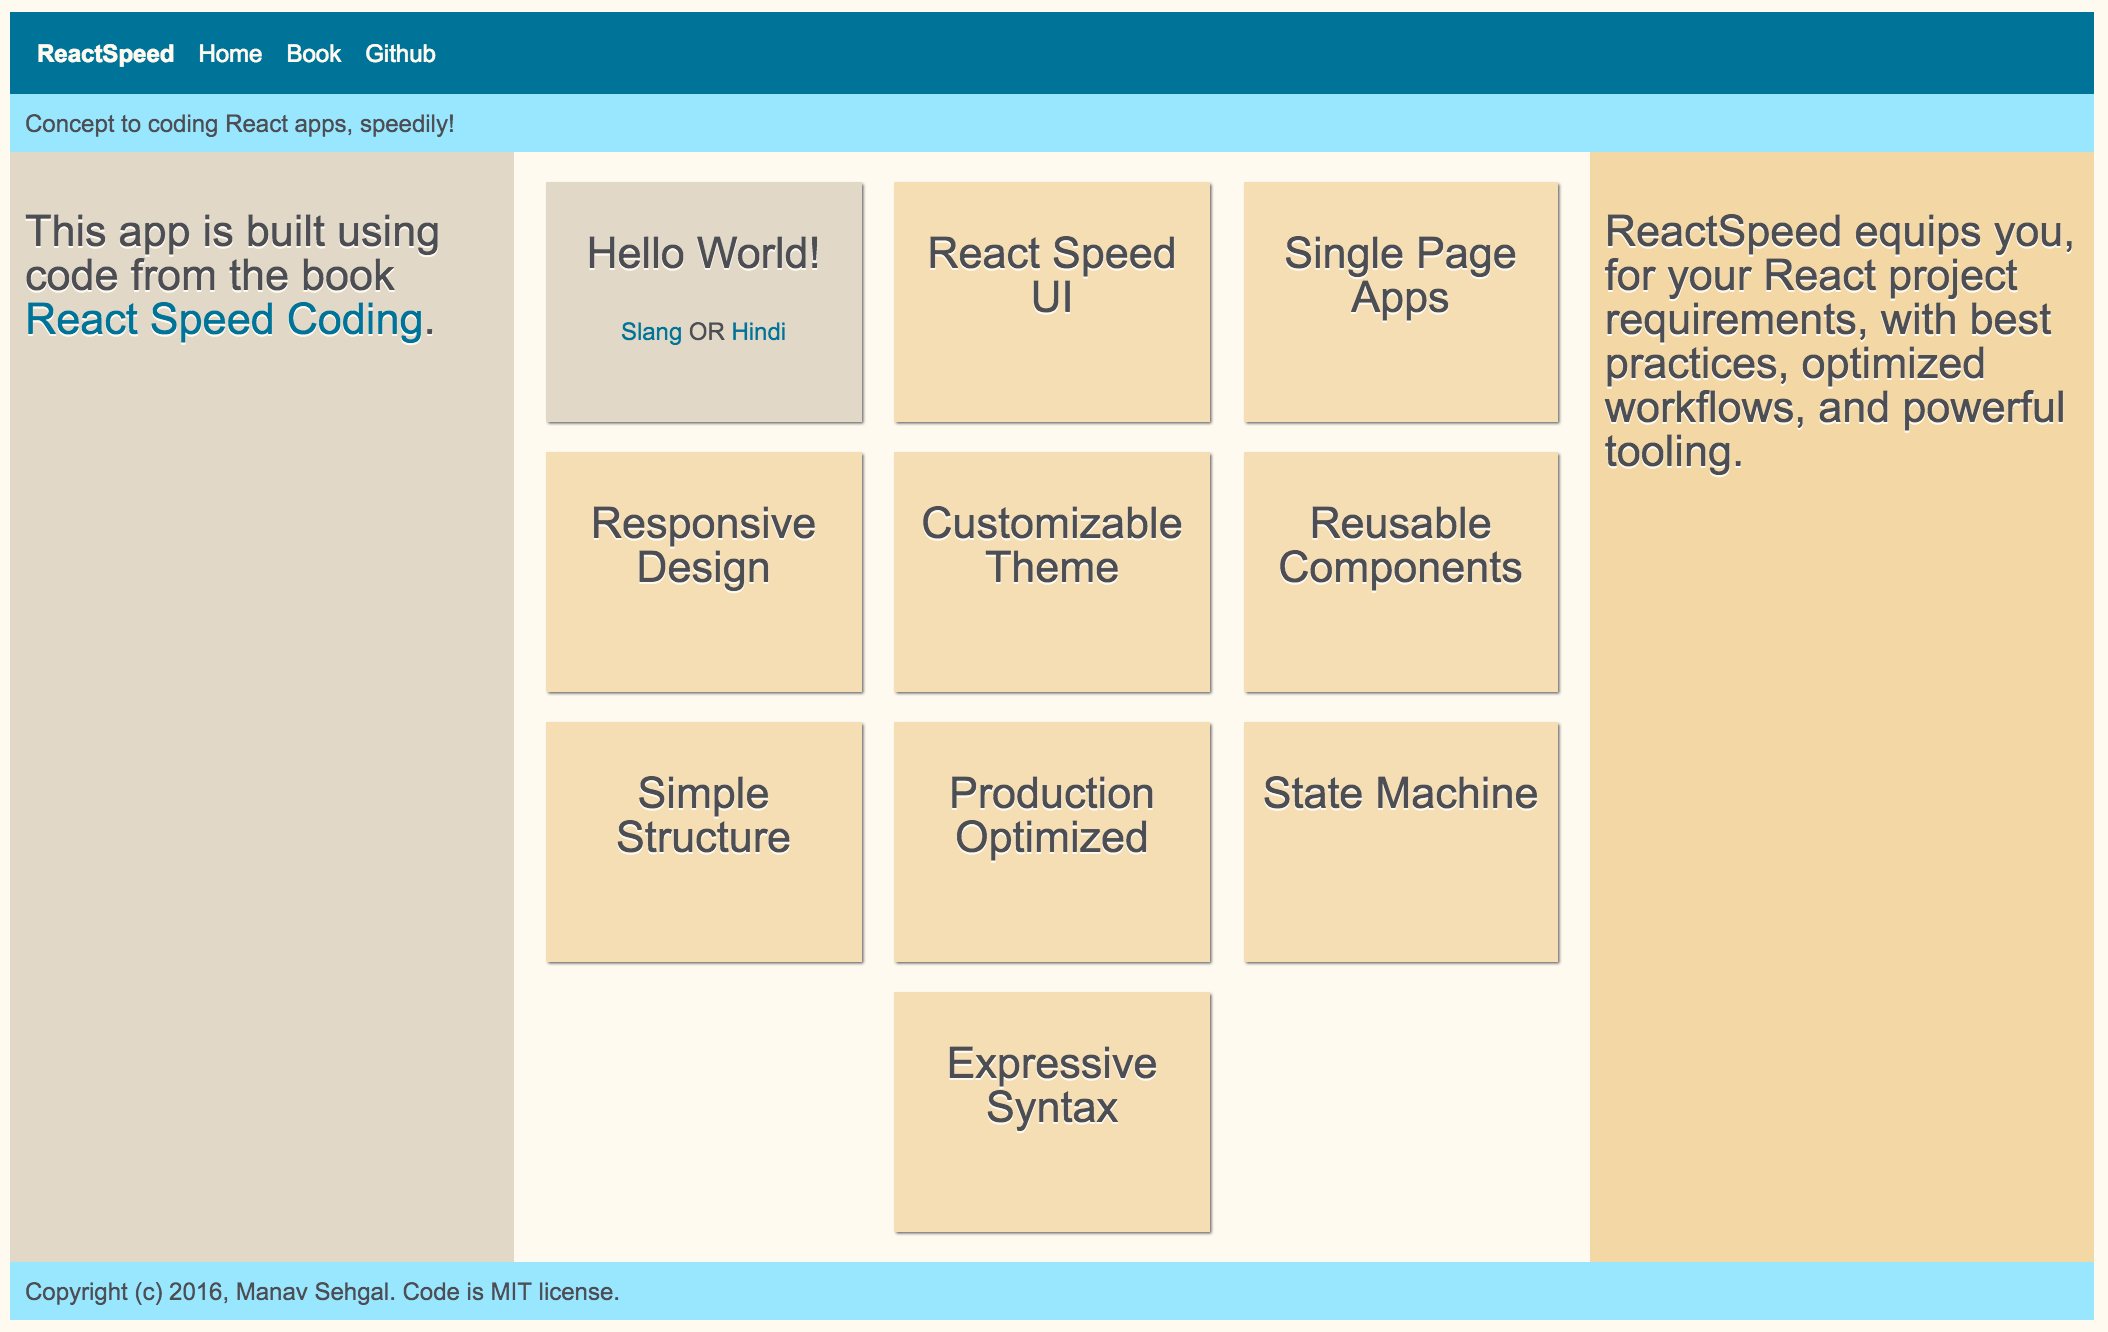 ReactSpeed Home Book Github
Concept to coding React apps, speedily!
This app is built using
code from the book
React Speed Coding.
Hello World!
Slang OR Hindi
React Speed
UI
Single Page
Apps
Responsive
Design
Customizable
Theme
Reusable
Components
Simple
Structure
Production
Optimized
State Machine
Expressive
Syntax
ReactSpeed equips you,
for your React project
requirements, with best
practices, optimized
workflows, and powerful
tooling.
Copyright (c) 2016, Manav Sehgal. Code is MIT license.